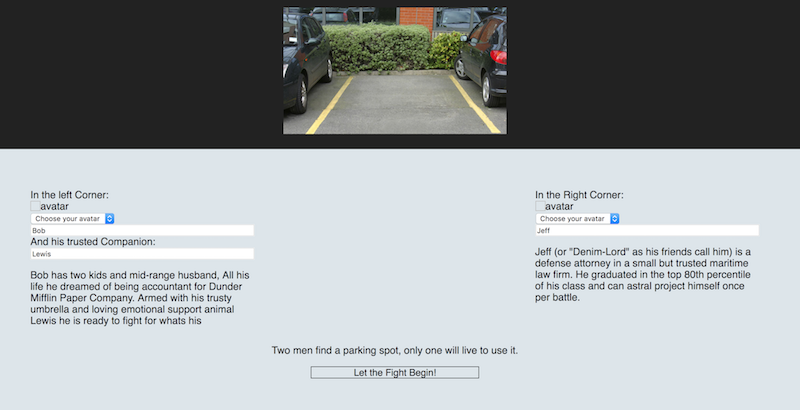 In the left Corner:
avatar
Choose your avatar
Bob
And his trusted Companion:
Lewis
Bob has two kids and mid-range husband, All his
life he dreamed of being accountant for Dunder
Mifflin Paper Company. Armed with his trusty
umbrella and loving emotional support animal
Lewis he is ready to fight for whats his
In the Right Corner:
avatar
Choose your avatar
Jeff
Jeff (or "Denim-Lord" as his friends call him) is a
defense attorney in a small but trusted maritime
law firm. He graduated in the top 80th percentile
of his class and can astral project himself once
per battle.
Two men find a parking spot, only one will live to use it.
Let the Fight Begin!